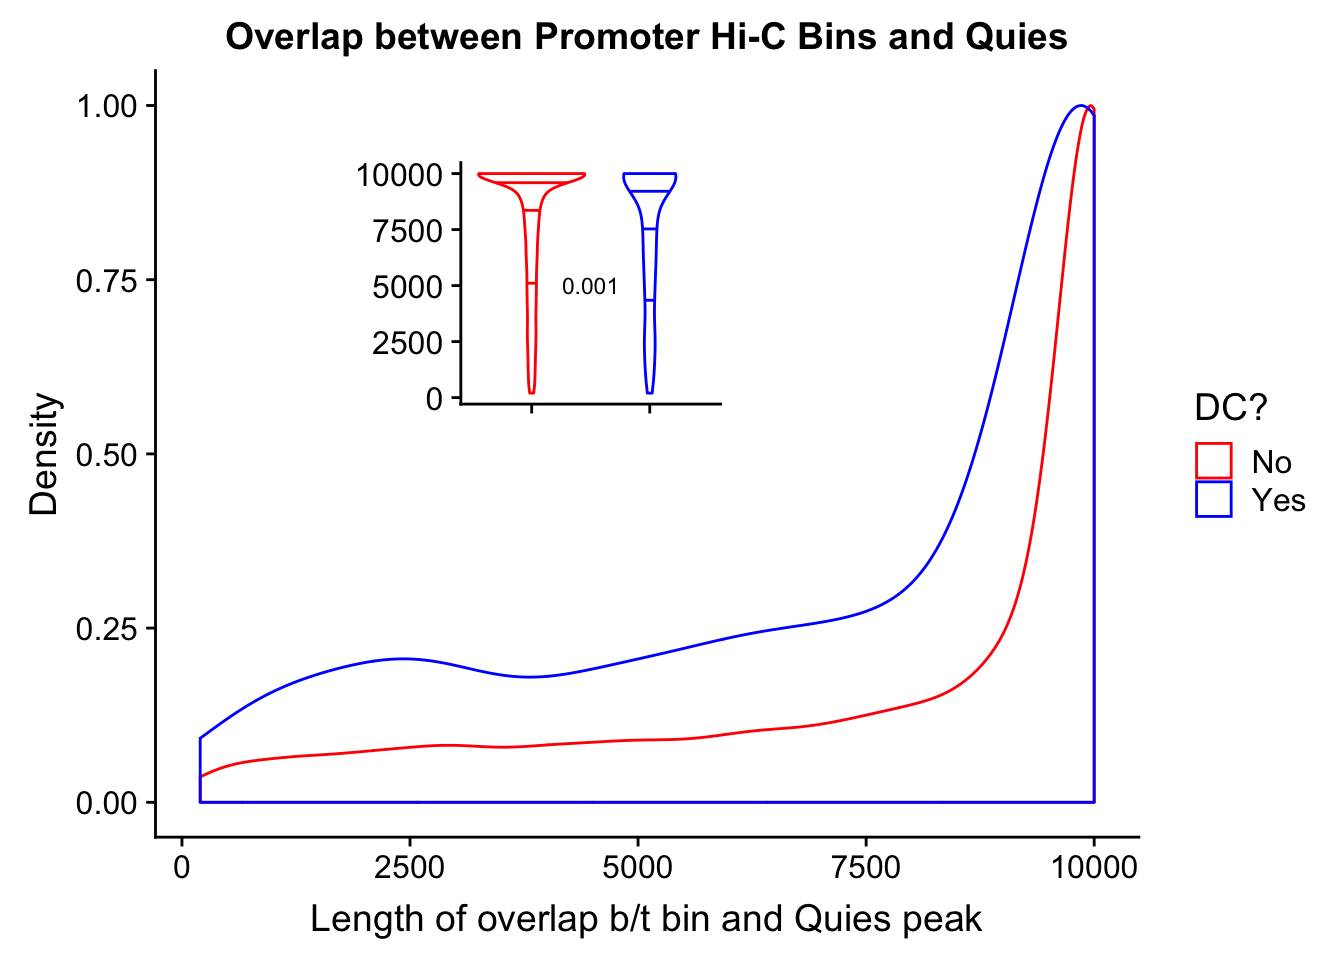 Overlap between Promoter Hi-C Bins and Quies
1.00
0.75
0.50
0.25
0.00
Density
10000
7500
5000
2500
0
0.001
DC?
No
Yes
0 2500 5000 7500 10000
Length of overlap b/t bin and Quies peak